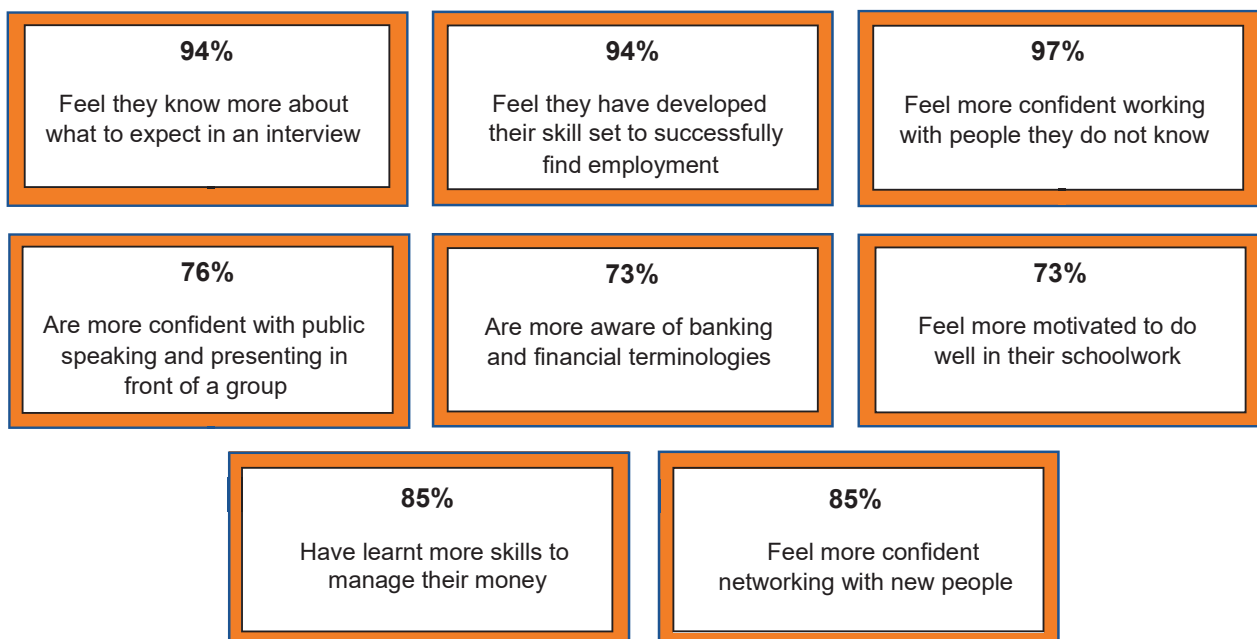 94%
Feel they know more about
what to expect in an interview
94%
Feel they have developed
their skill set to successfully
find employment
97%
Feel more confident working
with people they do not know
76%
Are more confident with public
speaking and presenting in
front of a group
73%
Are more aware of banking
and financial terminologies
73%
Feel more motivated to do
well in their schoolwork
85%
Have learnt more skills to
manage their money
85%
Feel more confident
networking with new people